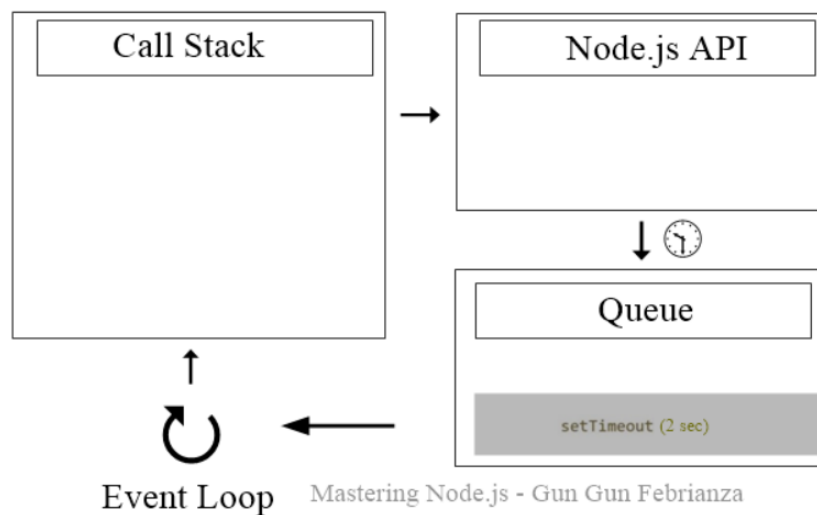 Call Stack
Node.js API
Queue
setTimeout (2 sec)
Event Loop
Mastering Node.js - Gun Gun Febrianza